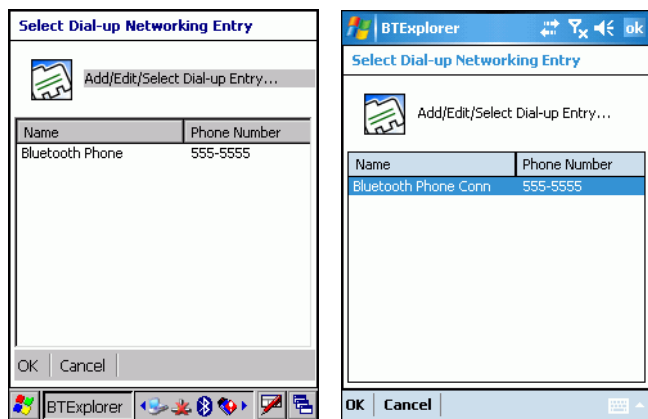 Select Dial-up Networking Entry
Add/Edit/Select Dial-up Entry...
Name Phone Number
Bluetooth Phone 555-5555
OK Cancel
BTExplorer
BTExplorer ok
Select Dial-up Networking Entry
Add/Edit/Select Dial-up Entry...
Name Phone Number
Bluetooth Phone Conn 555-5555
OK Cancel